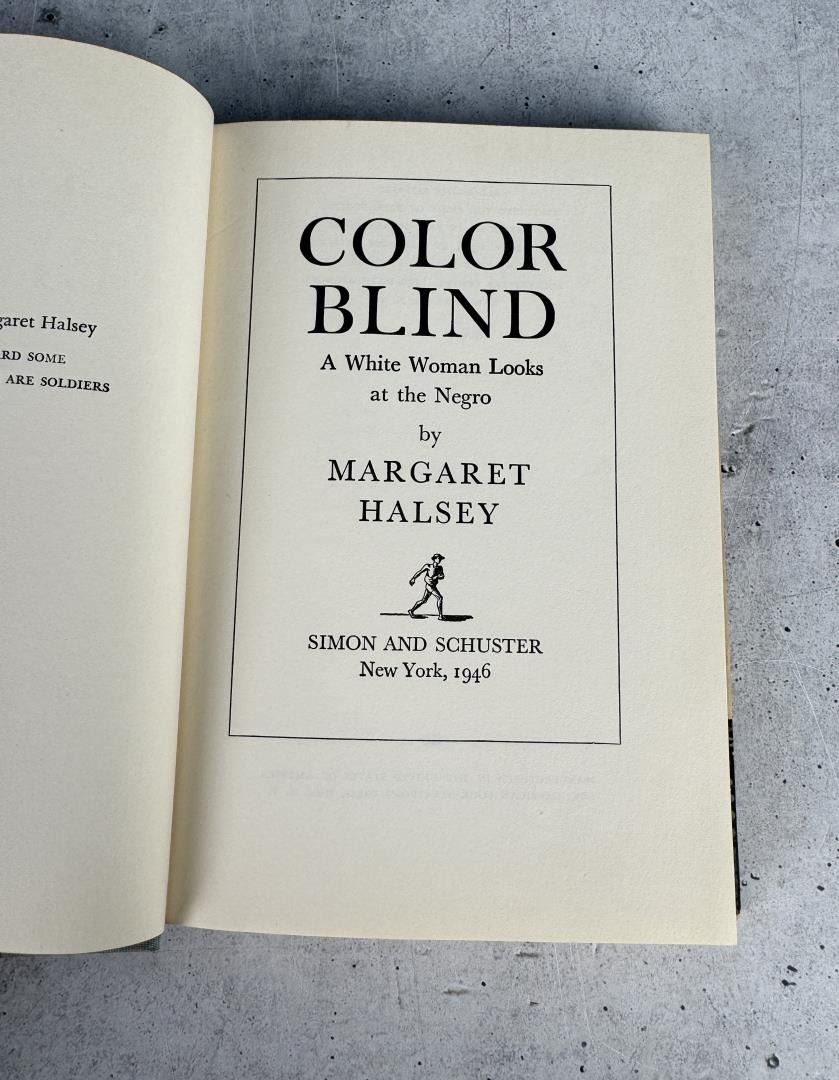 garet Halsey
RD SOME
ARE SOLDIERS
COLOR
BLIND
A White Woman Looks
at the Negro
by
MARGARET
HALSEY
SIMON AND SCHUSTER
New York, 1946